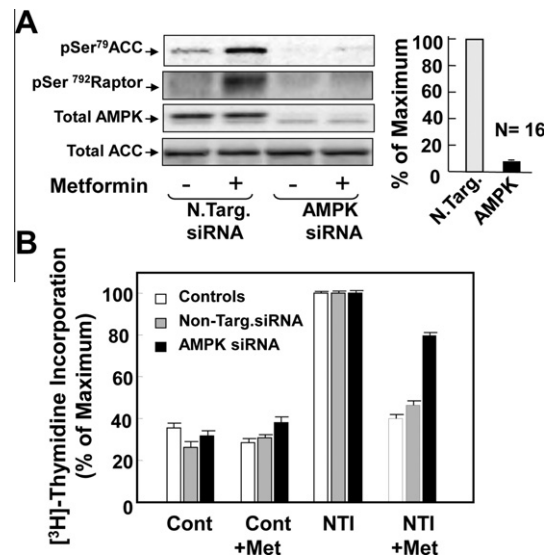 A
pSer79ACC
pSer 792Raptor
Total AMPK
Total ACC
Metformin - + - +
N.Targ. siRNA
AMPK siRNA
% of Maximum
100
80
60
40
20
0
N= 16
N.Targ.
AMPK
B
[3H]-Thymidine Incorporation
(% of Maximum)
100
80
60
40
20
0
Controls
Non-Targ.siRNA
AMPK siRNA
Cont
Cont
+Met
NTI
NTI
+Met